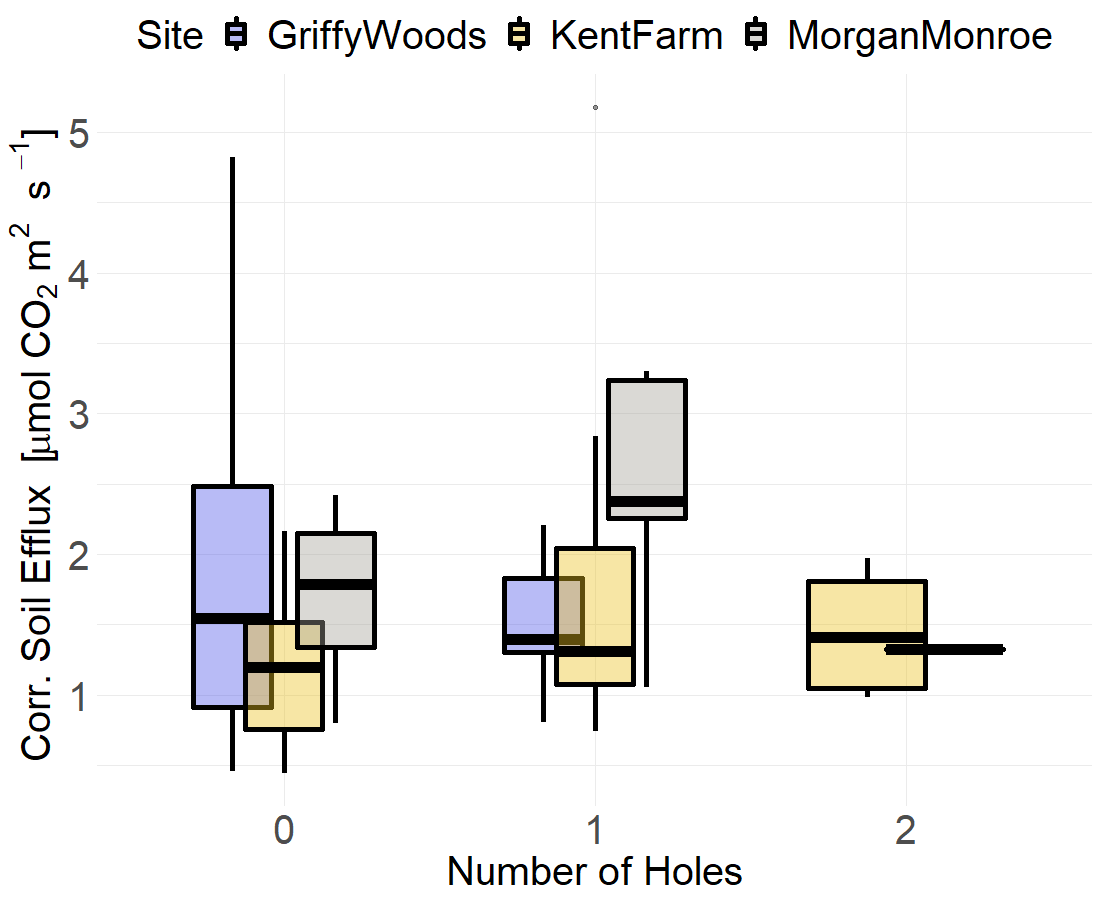 Site GriffyWoods KentFarm MorganMonroe
Corr. Soil Efflux [μmol CO₂ m² s ⁻¹]
5
4
3
2
1
0 1 2
Number of Holes